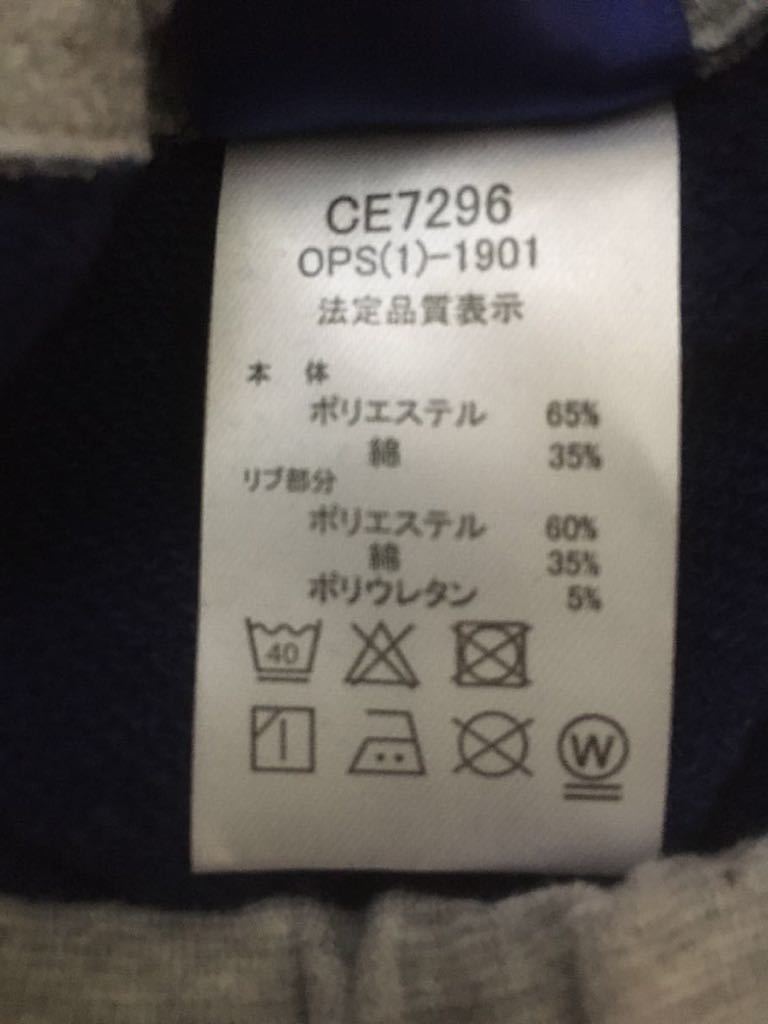 CE7296
OPS(1)-1901
法定品質表示
本 体
ポリエステル 65%
綿 35%
リブ部分
ポリエステル 60%
綿 35%
ポリウレタン 5%
40
W